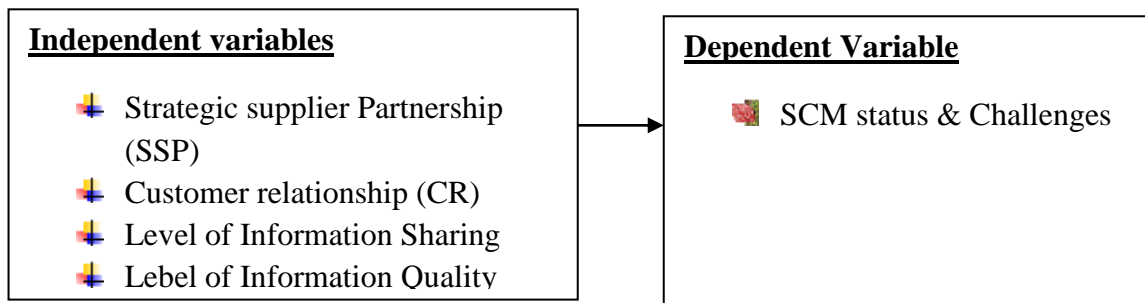 Independent variables
Strategic supplier Partnership
(SSP)
Customer relationship (CR)
Level of Information Sharing
Lebel of Information Quality
Dependent Variable
SCM status & Challenges